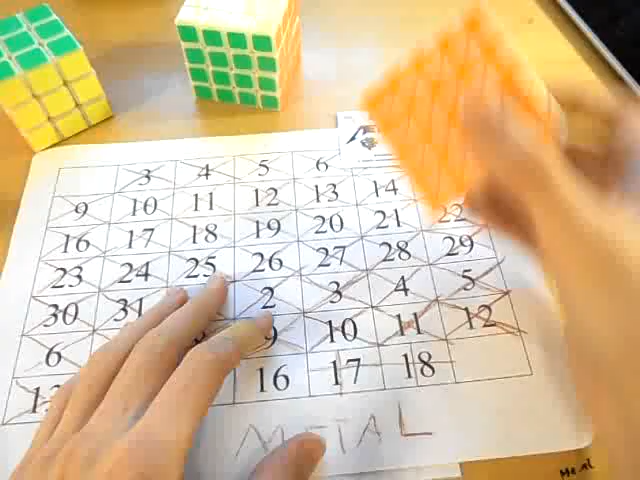 3 4 5 6
9 10 11 12 13 14
16 17 18 19 20 21 22
23 24 25 26 27 28 29
30 31 2 3 4 5
6 9 10 11 12
16 17 18
METAL